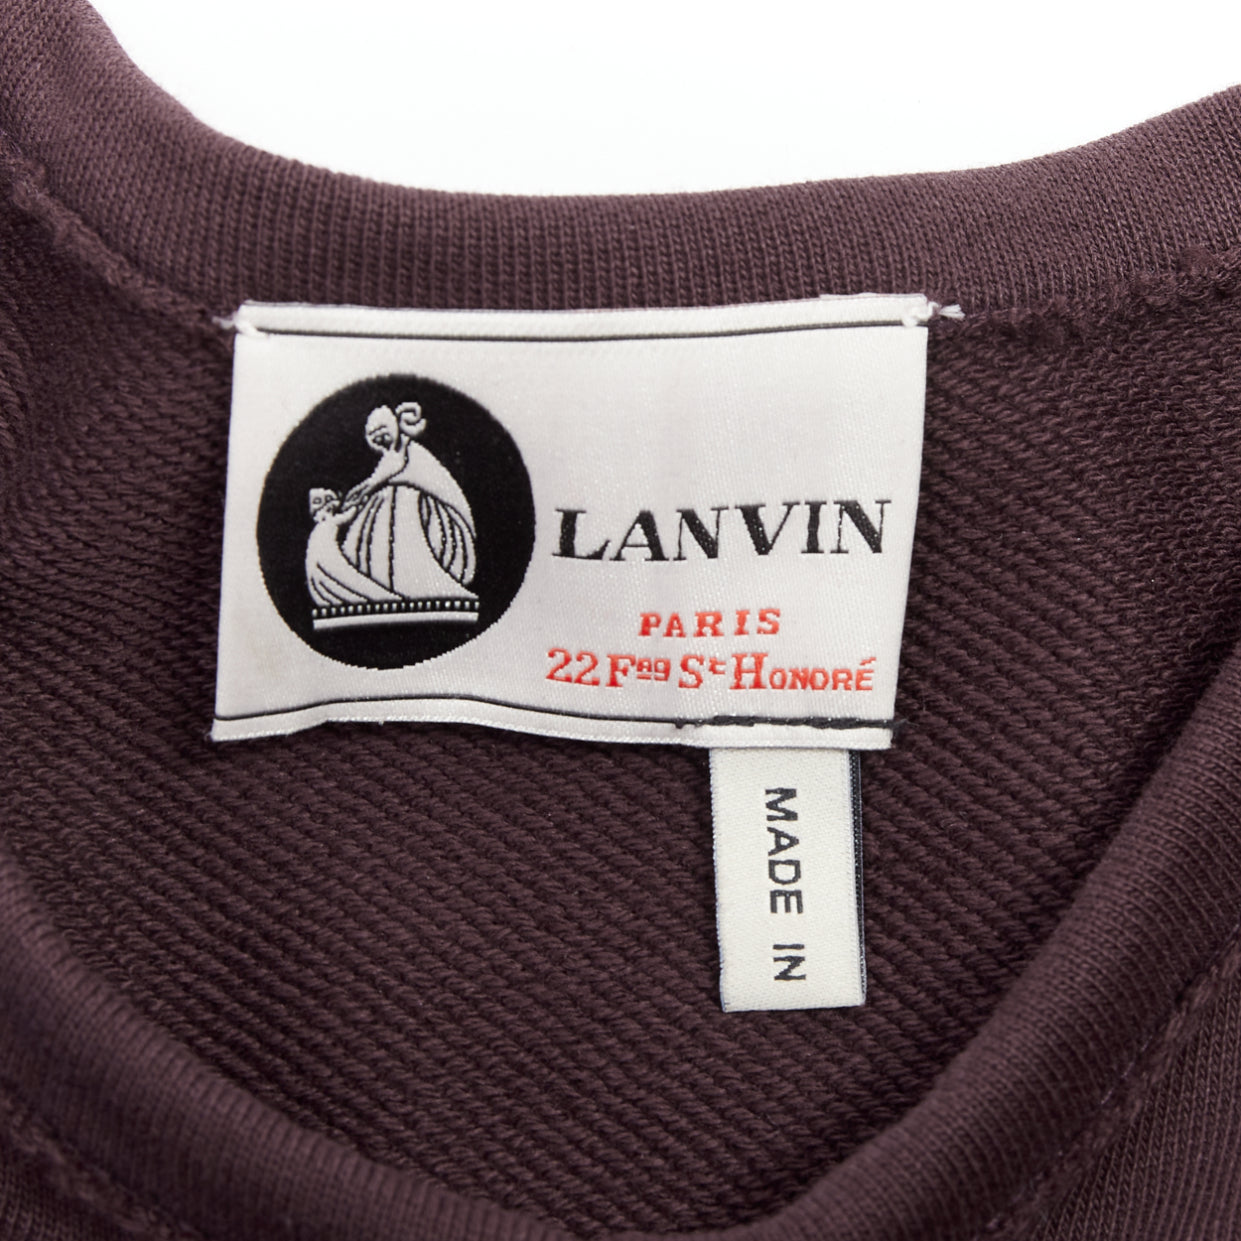 LANVIN
PARIS
22 Fbg St Honoré
MADE IN